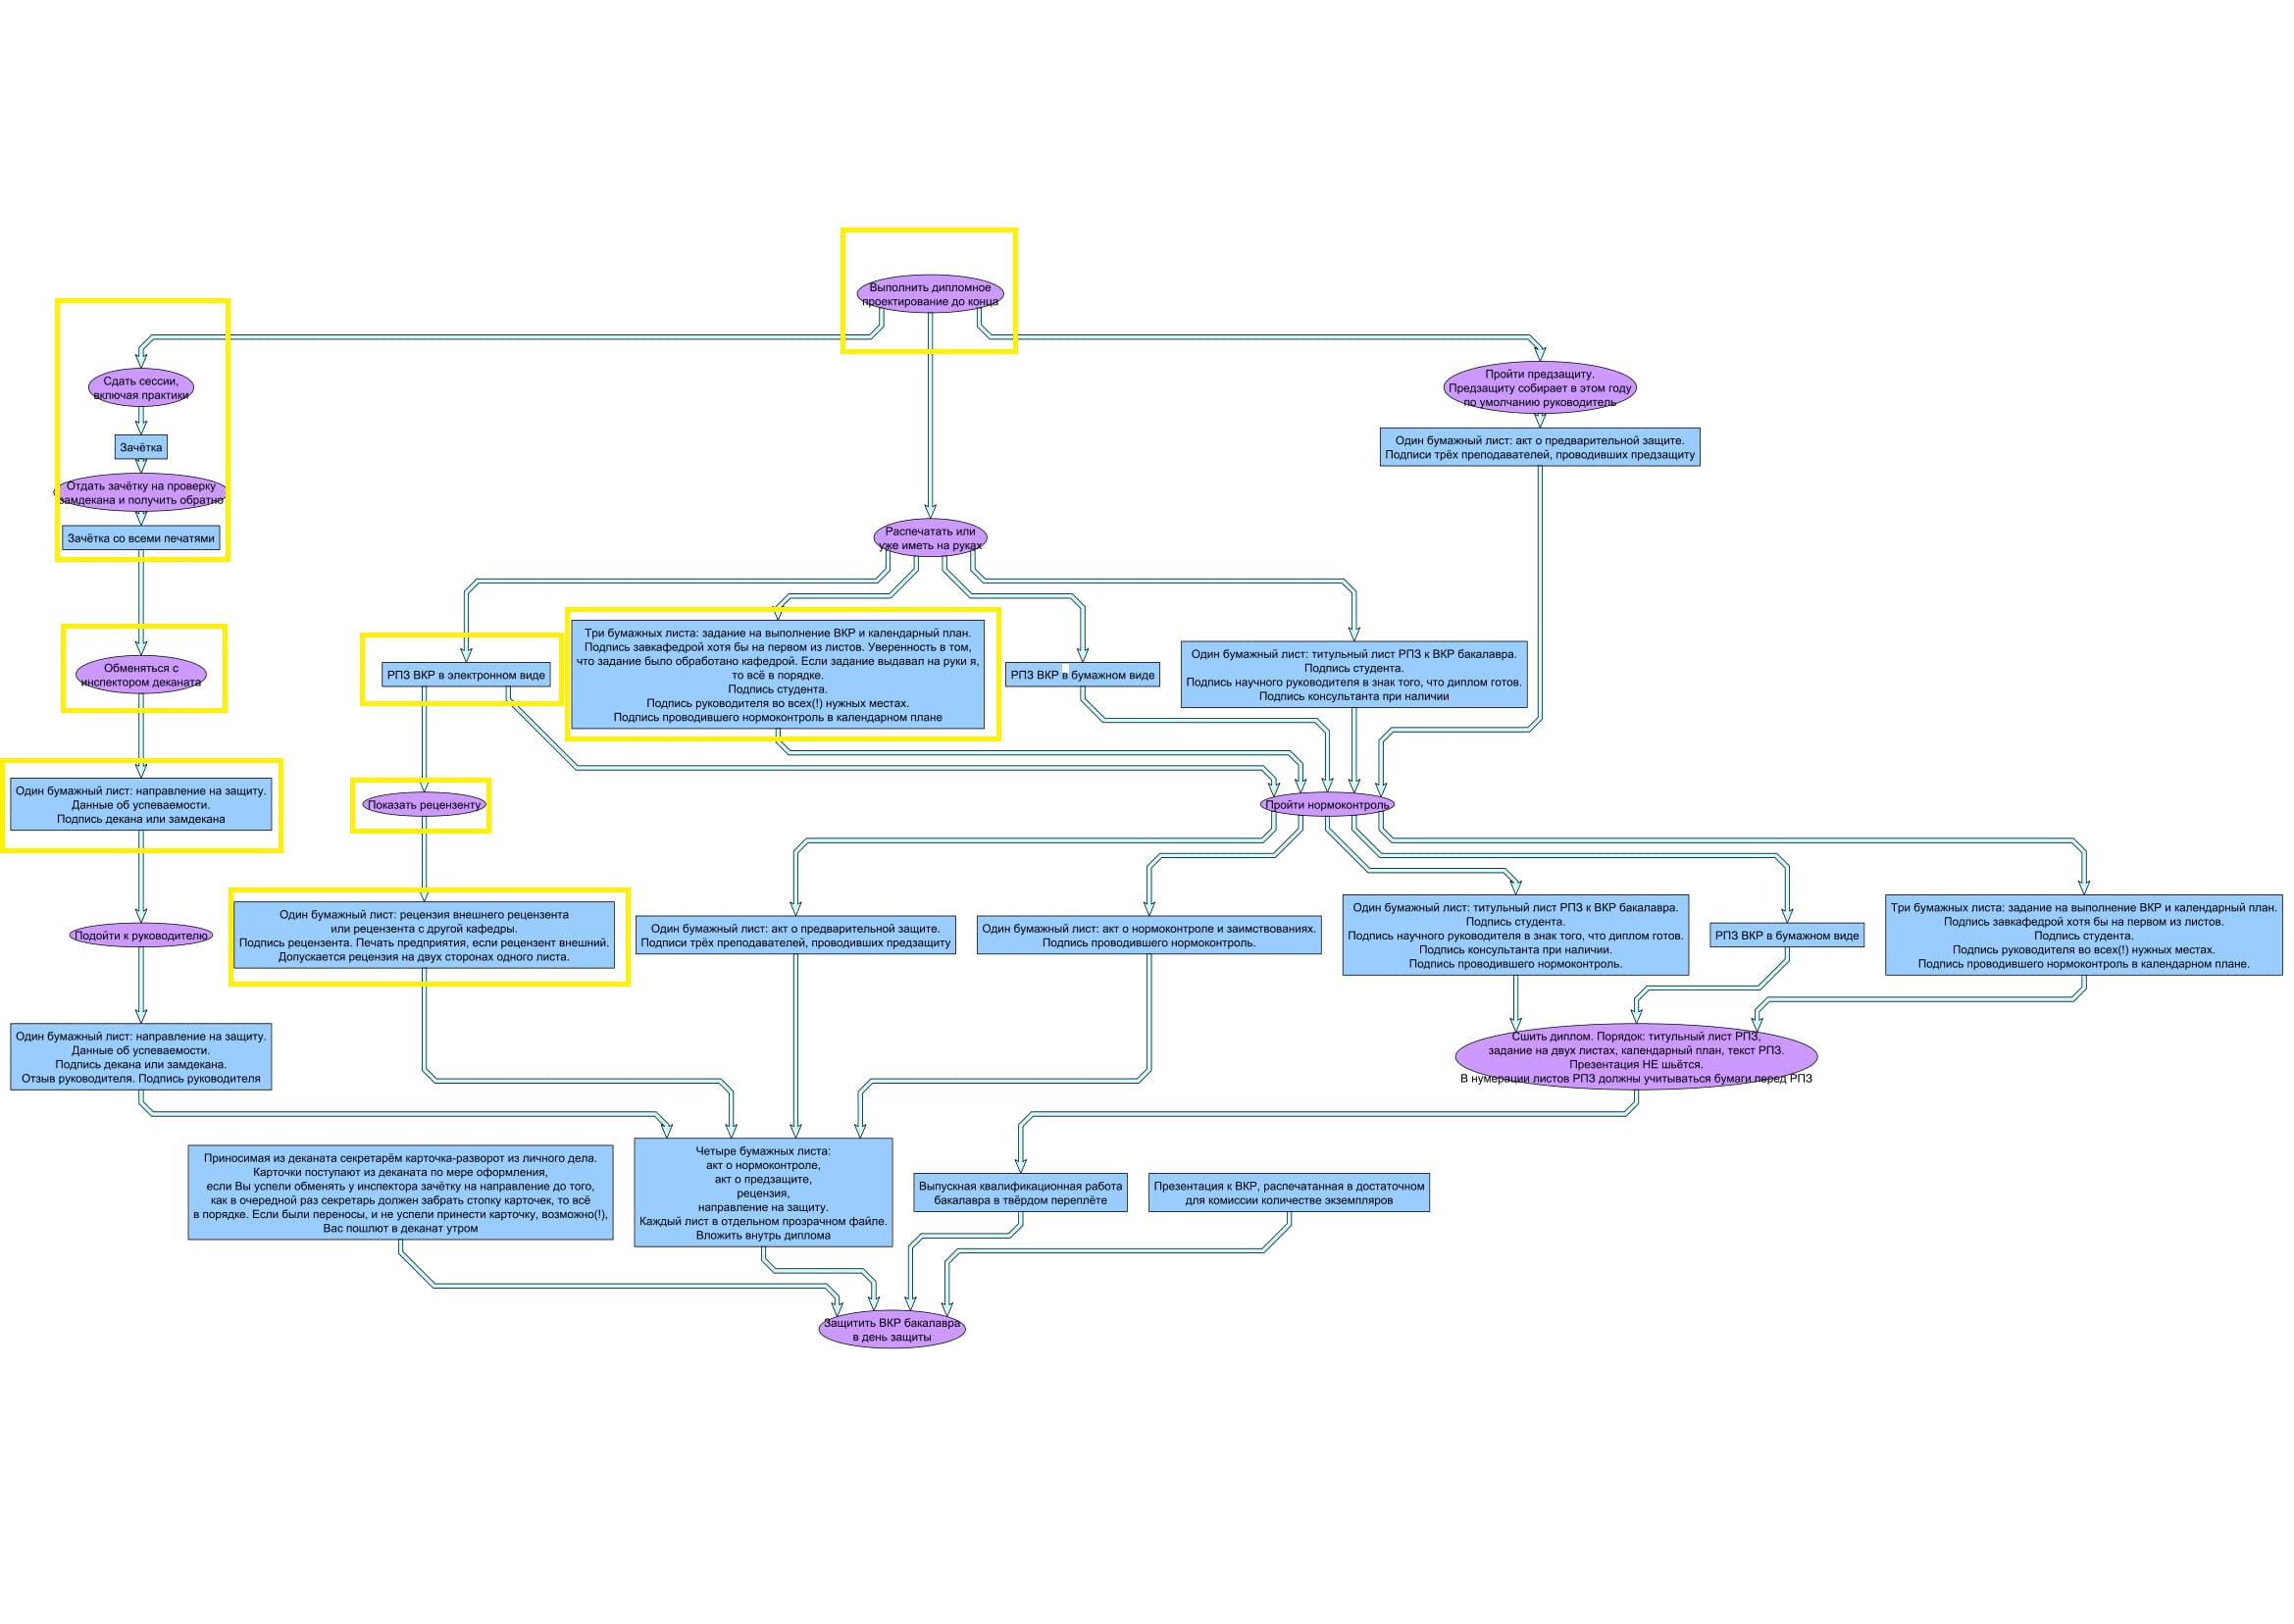 Выполнить дипломное
проектирование до конца
Сдать сессии,
включая практики
Пройти предзащиту.
Предзащиту собирает в этом году
по умолчанию руководитель
Зачётка
Один бумажный лист: акт о предварительной защите.
Подписи трёх преподавателей, проводивших предзащиту
Отдать зачётку на проверку
замдекана и получить обратно
Зачётка со всеми печатями
Распечатать или
уже иметь на руках
Обменяться с
инспектором деканата
РПЗ ВКР в электронном виде
Три бумажных листа: задание на выполнение ВКР и календарный план.
Подпись завкафедрой хотя бы на первом из листов. Уверенность в том,
что задание было обработано кафедрой. Если задание выдавал на руки я,
то всё в порядке.
Подпись студента.
Подпись руководителя во всех(!) нужных местах.
Подпись проводившего нормоконтроль в календарном плане
РПЗ ВКР в бумажном виде
Один бумажный лист: титульный лист РПЗ к ВКР бакалавра.
Подпись студента.
Подпись научного руководителя в знак того, что диплом готов.
Подпись консультанта при наличии
Один бумажный лист: направление на защиту.
Данные об успеваемости.
Подпись декана или замдекана
Показать рецензенту
Пройти нормоконтроль
Подойти к руководителю
Один бумажный лист: рецензия внешнего рецензента
или рецензента с другой кафедры.
Подпись рецензента. Печать предприятия, если рецензент внешний.
Допускается рецензия на двух сторонах одного листа.
Один бумажный лист: акт о предварительной защите.
Подписи трёх преподавателей, проводивших предзащиту
Один бумажный лист: акт о нормоконтроле и заимствованиях.
Подпись проводившего нормоконтроль.
Один бумажный лист: титульный лист РПЗ к ВКР бакалавра.
Подпись студента.
Подпись научного руководителя в знак того, что диплом готов.
Подпись консультанта при наличии.
Подпись проводившего нормоконтроль.
РПЗ ВКР в бумажном виде
Три бумажных листа: задание на выполнение ВКР и календарный план.
Подпись завкафедрой хотя бы на первом из листов.
Подпись студента.
Подпись руководителя во всех(!) нужных местах.
Подпись проводившего нормоконтроль в календарном плане.
Один бумажный лист: направление на защиту.
Данные об успеваемости.
Подпись декана или замдекана.
Отзыв руководителя. Подпись руководителя
Сшить диплом. Порядок: титульный лист РПЗ,
задание на двух листах, календарный план, текст РПЗ.
Презентация НЕ шьётся.
В нумерации листов РПЗ должны учитываться бумаги перед РПЗ
Приносимая из деканата секретарём карточка-разворот из личного дела.
Карточки поступают из деканата по мере оформления,
если Вы успели обменять у инспектора зачётку на направление до того,
как в очередной раз секретарь должен забрать стопку карточек, то всё
в порядке. Если были переносы, и не успели принести карточку, возможно(!),
Вас пошлют в деканат утром
Четыре бумажных листа:
акт о нормоконтроле,
акт о предзащите,
рецензия,
направление на защиту.
Каждый лист в отдельном прозрачном файле.
Вложить внутрь диплома
Выпускная квалификационная работа
бакалавра в твёрдом переплёте
Презентация к ВКР, распечатанная в достаточном
для комиссии количестве экземпляров
Защитить ВКР бакалавра
в день защиты